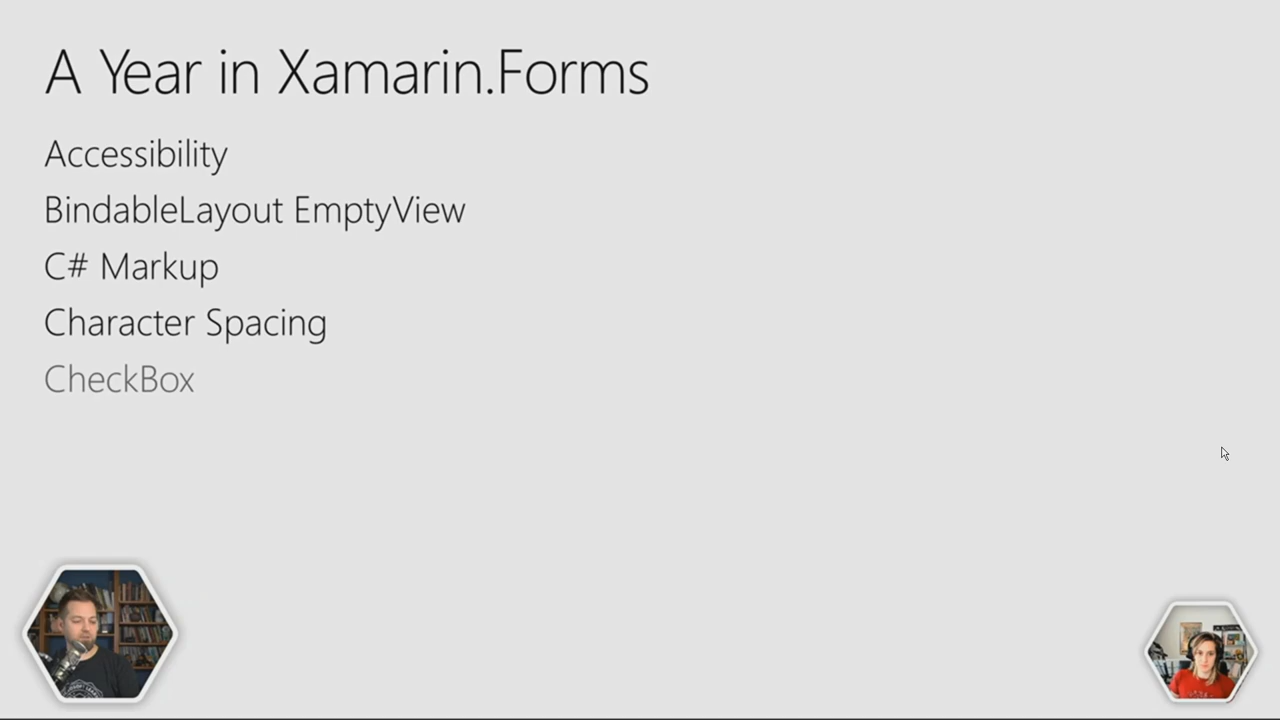 A Year in Xamarin.Forms
Accessibility
BindableLayout EmptyView
C# Markup
Character Spacing
CheckBox